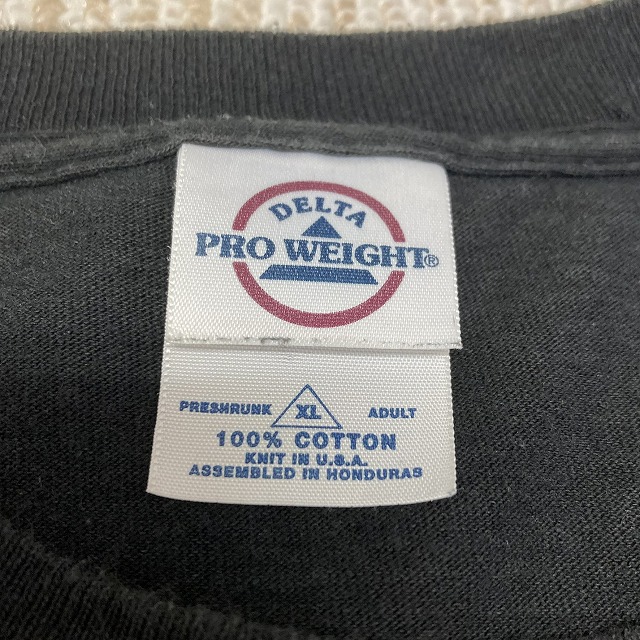 DELTA
PRO WEIGHT®
PRESHRUNK XL ADULT
100% COTTON
KNIT IN U.S.A.
ASSEMBLED IN HONDURAS